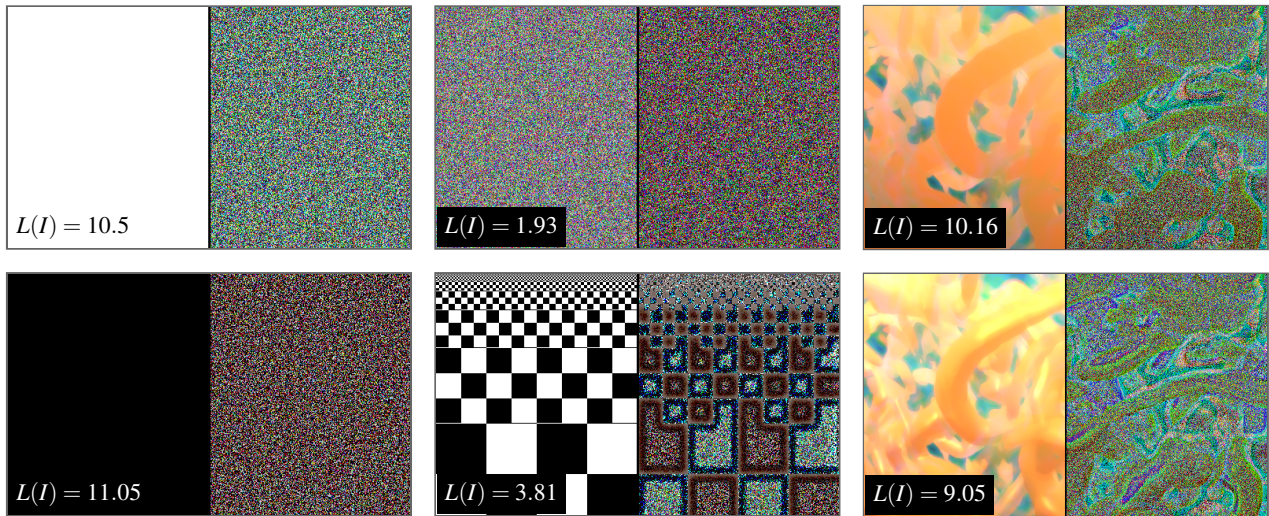 L(I) = 10.5
L(I) = 1.93
L(I) = 10.16
L(I) = 11.05
L(I) = 3.81
L(I) = 9.05